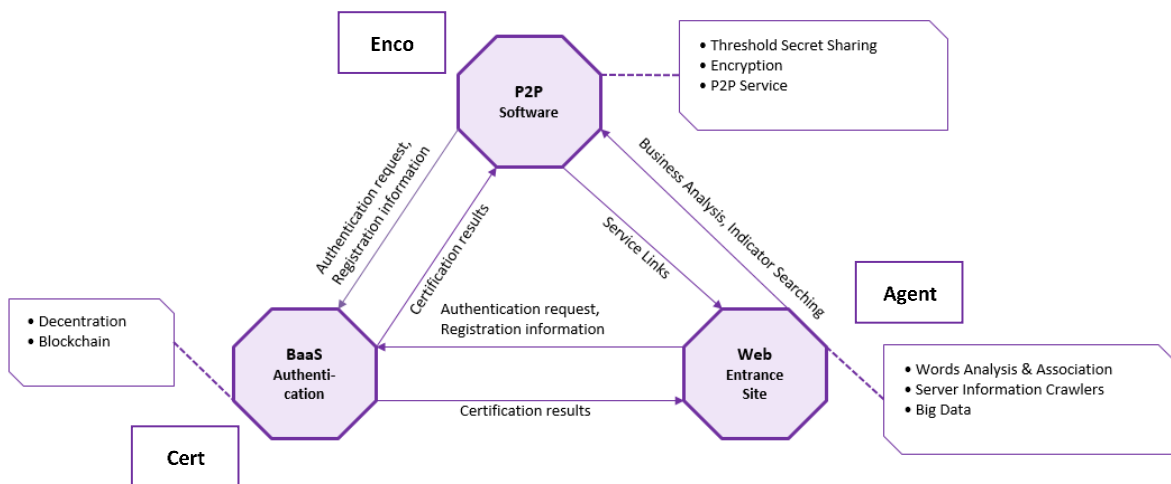 Enco
P2P
Software
• Threshold Secret Sharing
• Encryption
• P2P Service
Authentication request,
Registration information
Certification results
Service Links
Business Analysis, Indicator Searching
Agent
Authentication request,
Registration information
• Decentration
• Blockchain
BaaS
Authenti-
cation
Web
Entrance
Site
• Words Analysis & Association
• Server Information Crawlers
• Big Data
Certification results
Cert